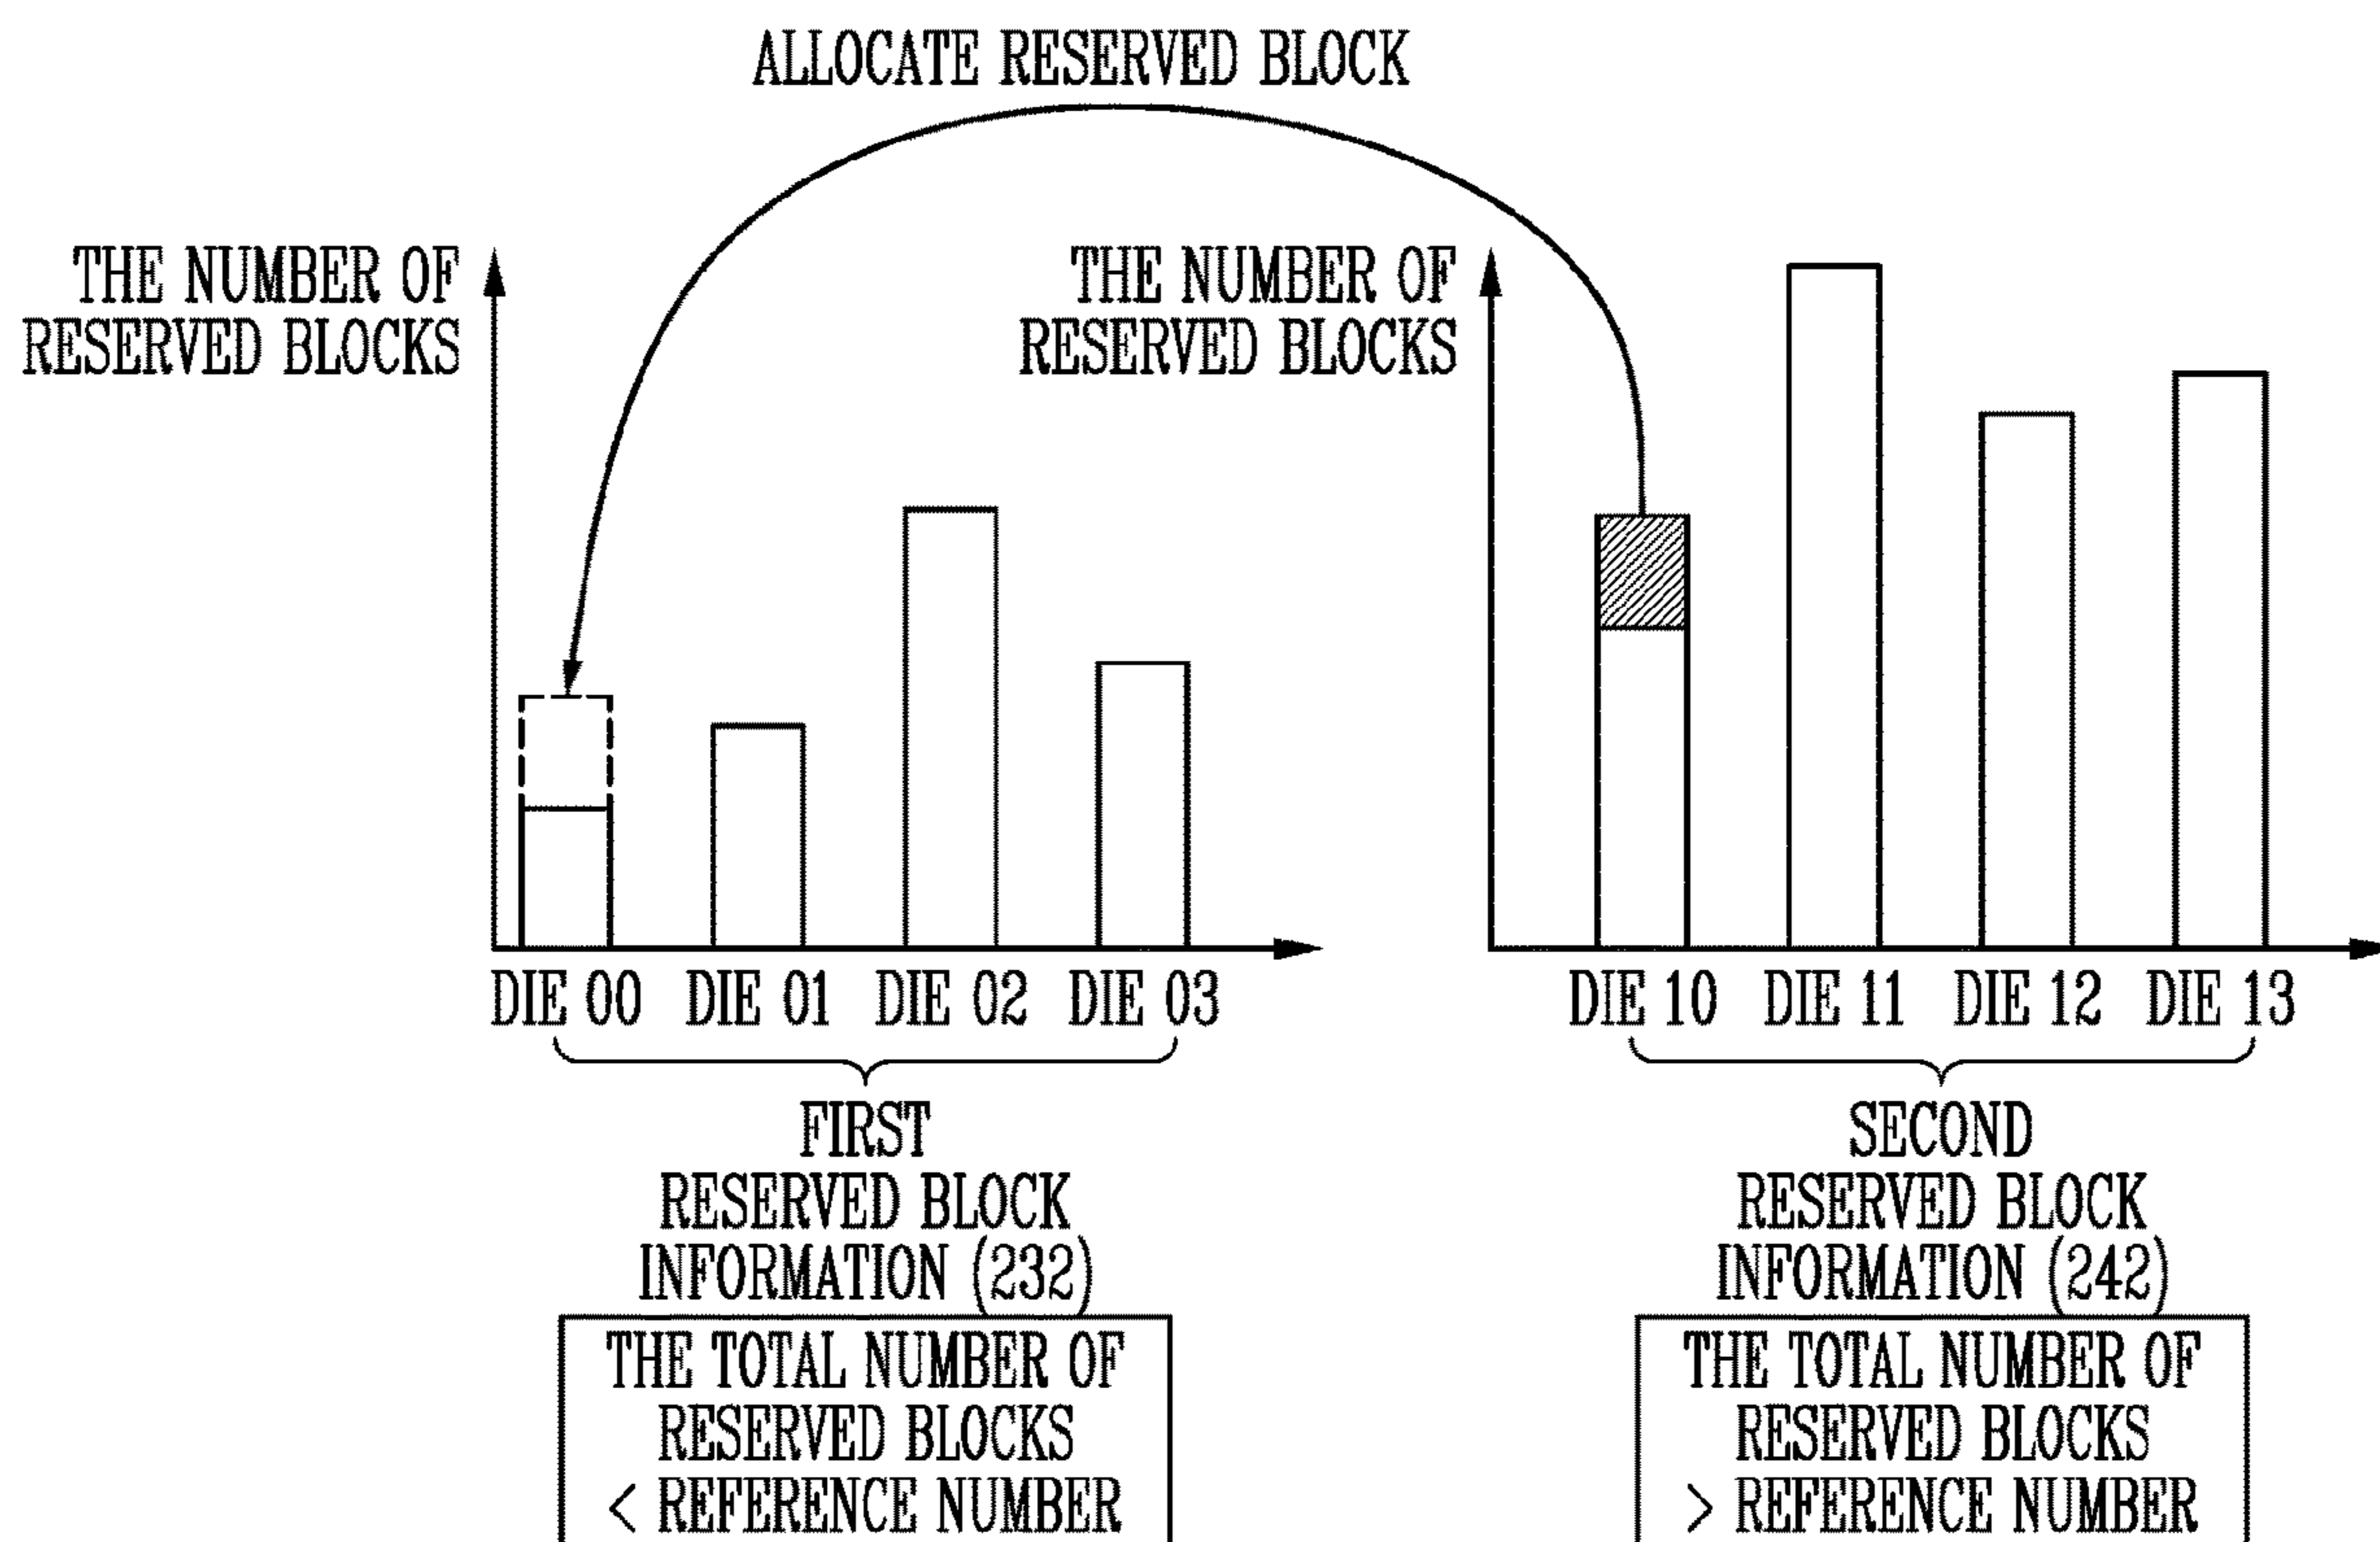 ALLOCATE RESERVED BLOCK
THE NUMBER OF
RESERVED BLOCKS
THE NUMBER OF
RESERVED BLOCKS
DIE 00 DIE 01 DIE 02 DIE 03
DIE 10 DIE 11 DIE 12 DIE 13
FIRST
RESERVED BLOCK
INFORMATION (232)
SECOND
RESERVED BLOCK
INFORMATION (242)
THE TOTAL NUMBER OF
RESERVED BLOCKS
< REFERENCE NUMBER
THE TOTAL NUMBER OF
RESERVED BLOCKS
> REFERENCE NUMBER